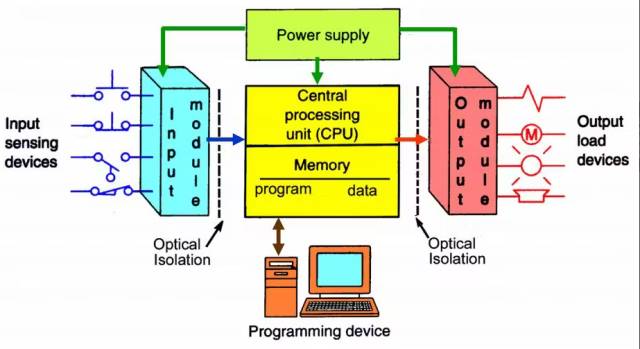 Power supply
Input
sensing
devices
Input
module
Central
processing
unit (CPU)
Memory
program data
Output
module
M
Output
load
devices
Optical
Isolation
Optical
Isolation
Programming device